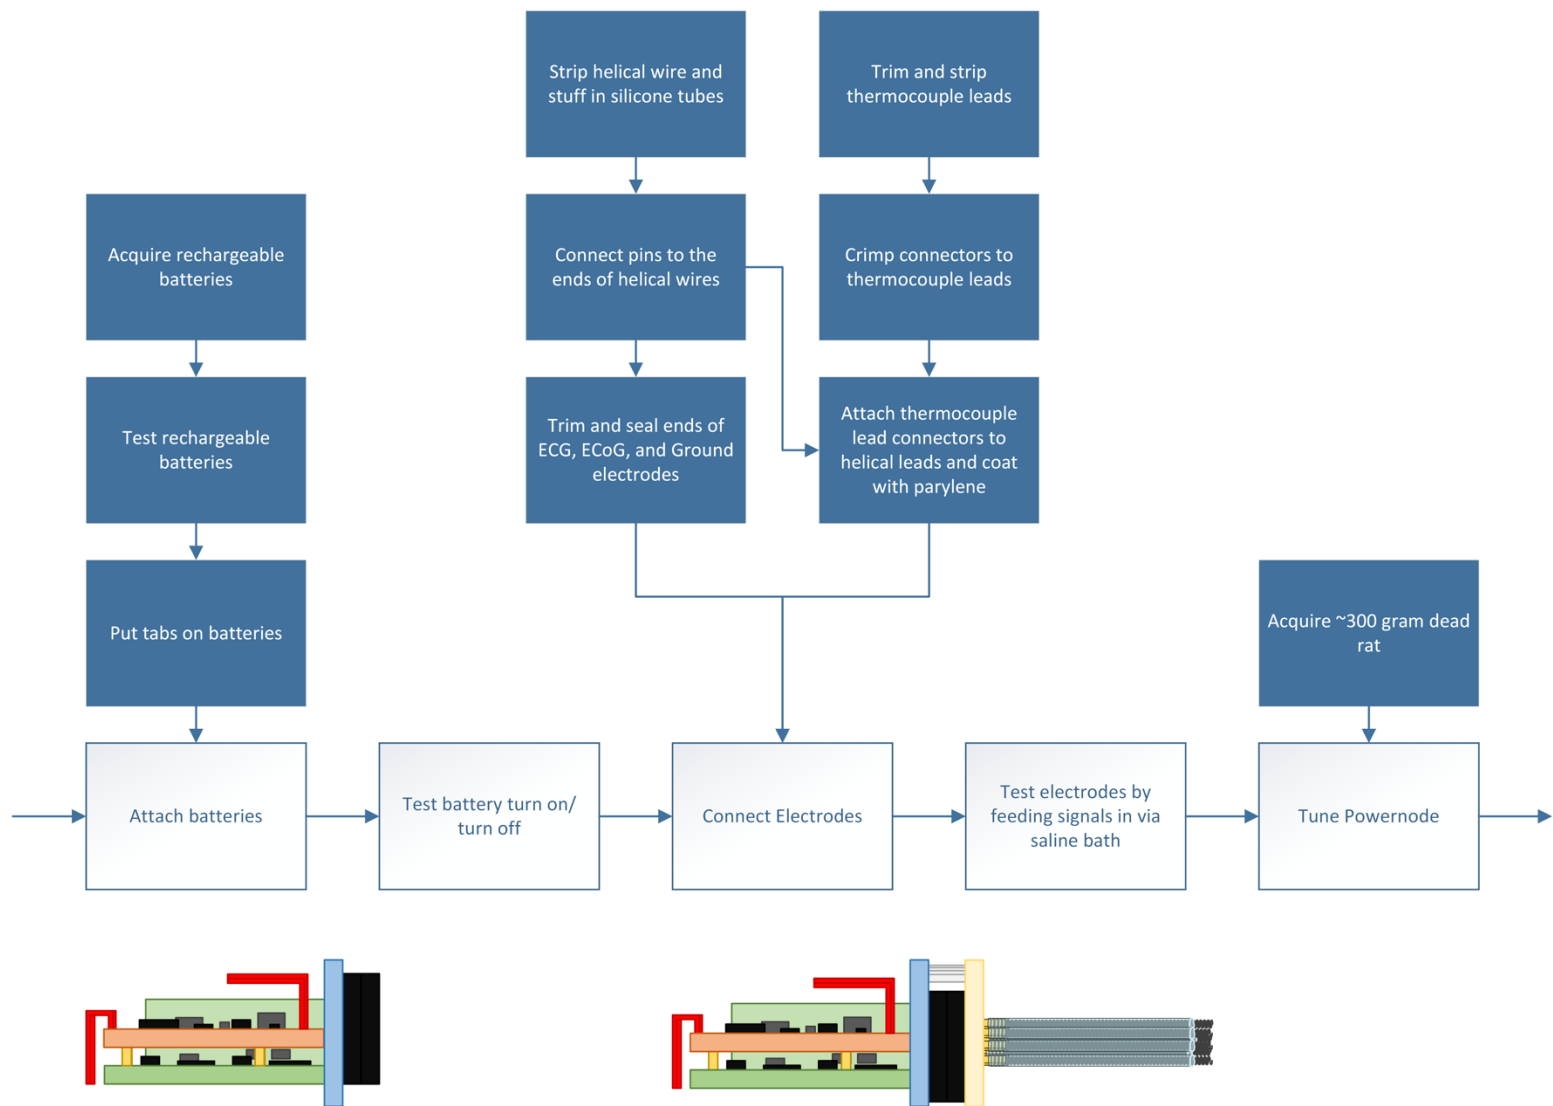 Strip helical wire and
stuff in silicone tubes
Trim and strip
thermocouple leads
Acquire rechargeable
batteries
Connect pins to the
ends of helical wires
Crimp connectors to
thermocouple leads
Test rechargeable
batteries
Trim and seal ends of
ECG, ECoG, and Ground
electrodes
Attach thermocouple
lead connectors to
helical leads and coat
with parylene
Put tabs on batteries
Acquire ~300 gram dead
rat
Attach batteries
Test battery turn on/
turn off
Connect Electrodes
Test electrodes by
feeding signals in via
saline bath
Tune Powernode